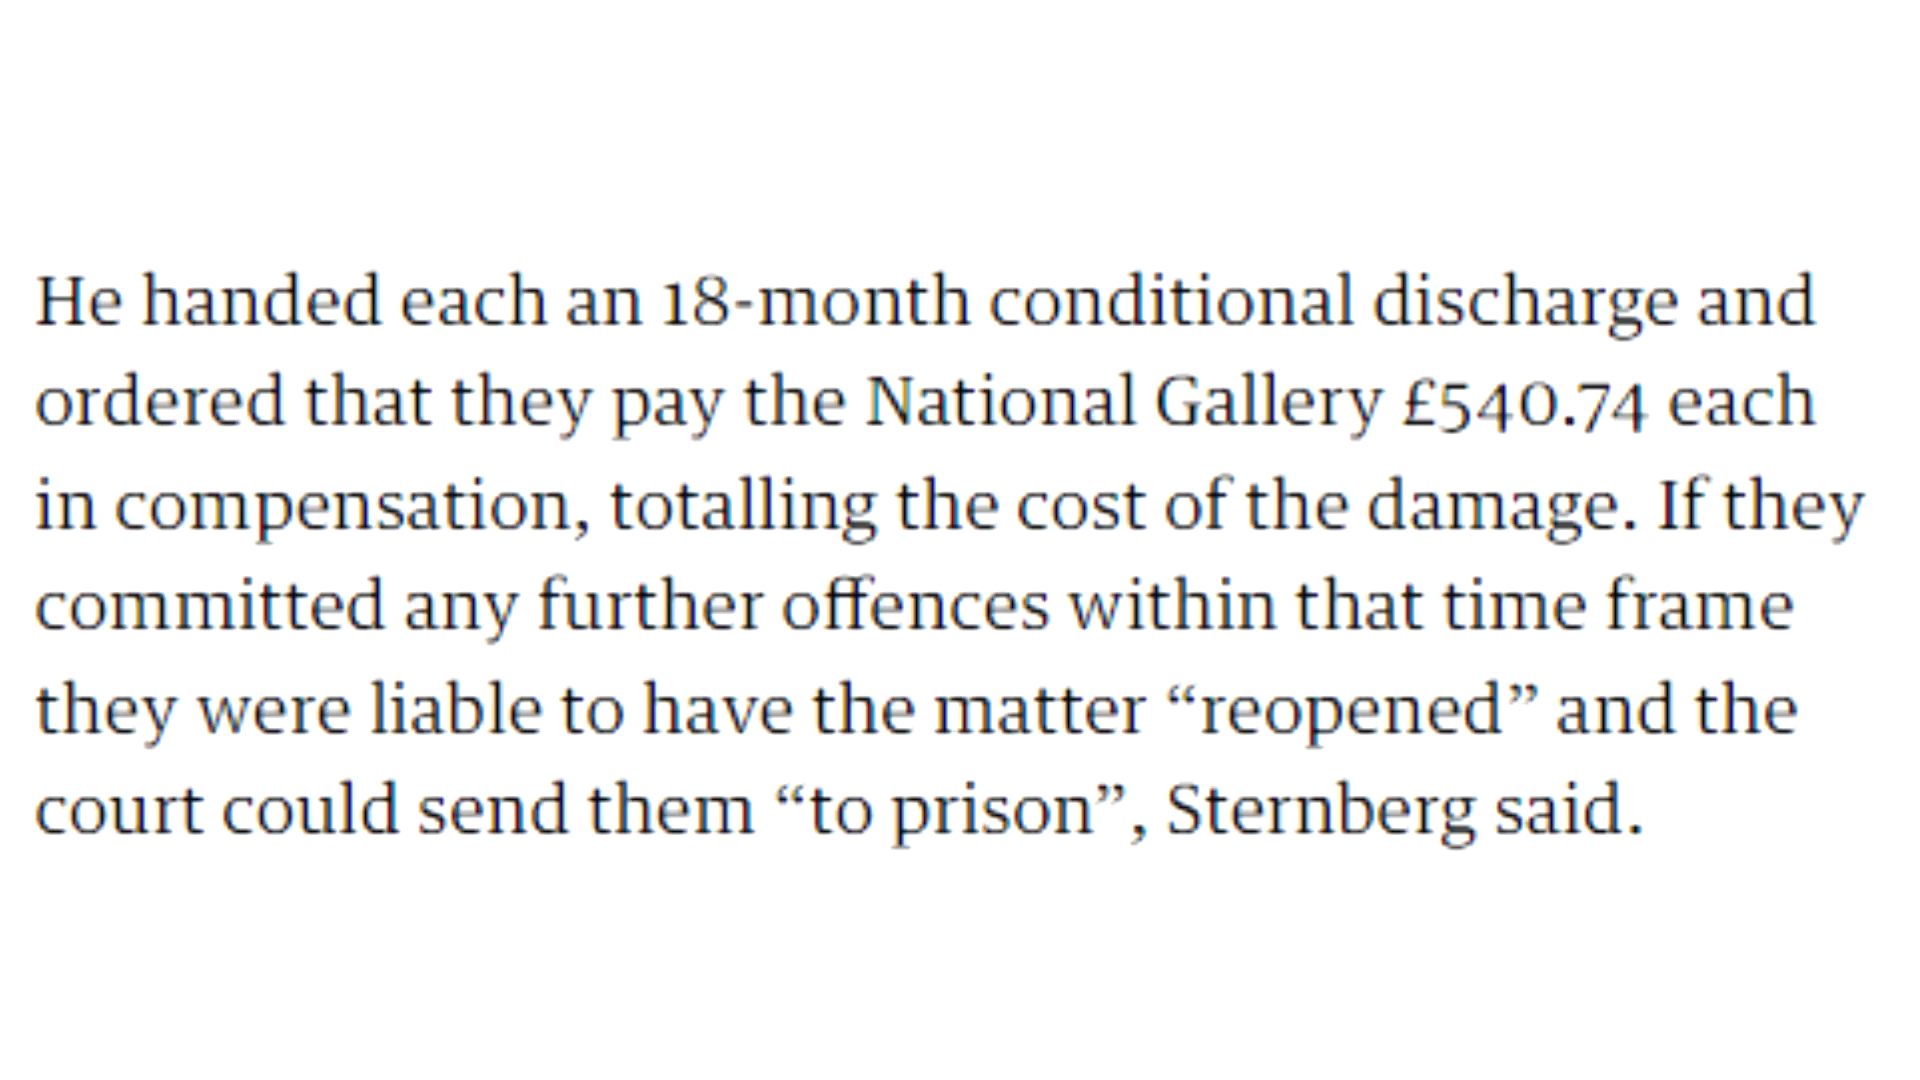 He handed each an 18-month conditional discharge and
ordered that they pay the National Gallery £540.74 each
in compensation, totalling the cost of the damage. If they
committed any further offences within that time frame
they were liable to have the matter “reopened” and the
court could send them “to prison”, Sternberg said.